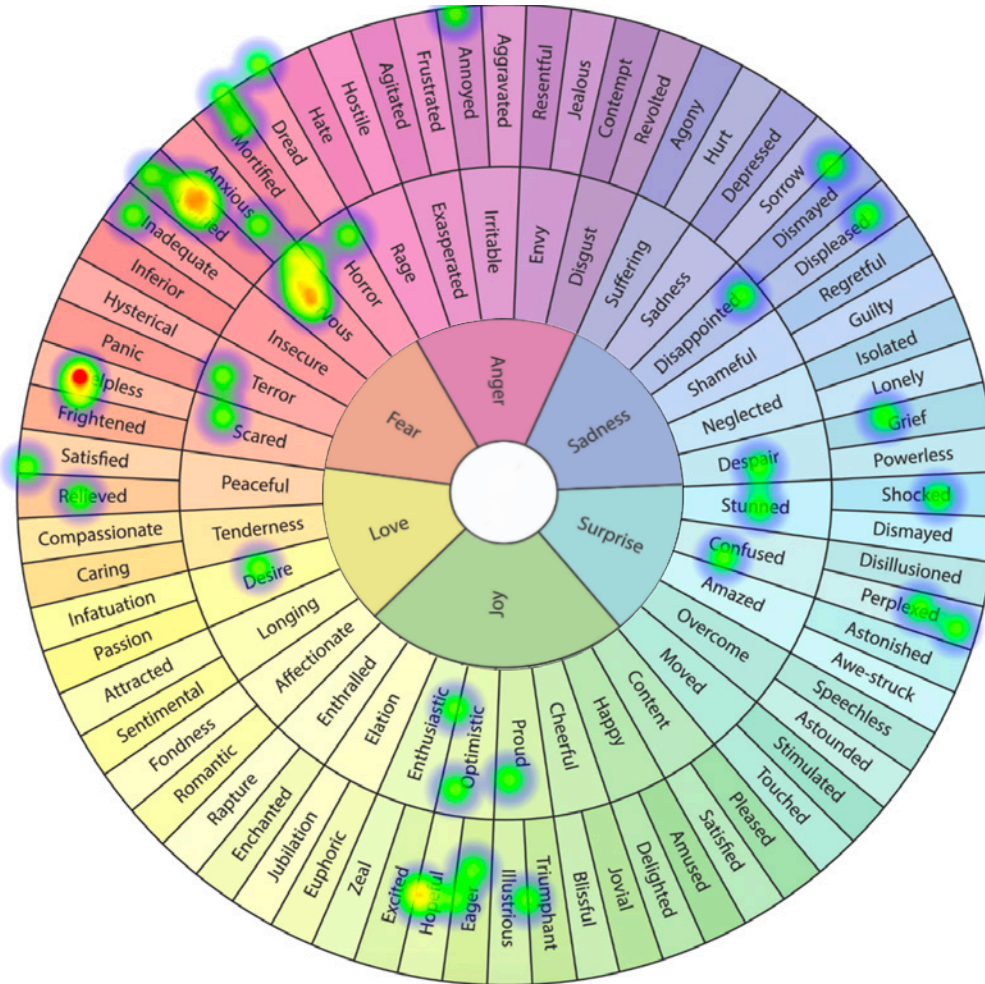 Anger
Sadness
Surprise
Joy
Love
Fear
Rage
Exasperated
Irritable
Envy
Disgust
Suffering
Sadness
Disappointed
Shameful
Neglected
Despair
Stunned
Confused
Amazed
Overcome
Moved
Content
Happy
Cheerful
Proud
Optimistic
Enthusiastic
Elation
Enthralled
Affectionate
Longing
Desire
Tenderness
Peaceful
Scared
Terror
Insecure
Horror
Hate
Hostile
Agitated
Frustrated
Annoyed
Aggravated
Resentful
Jealous
Contempt
Revolted
Agony
Hurt
Depressed
Sorrow
Dismayed
Displeased
Regretful
Guilty
Isolated
Lonely
Grief
Powerless
Shocked
Dismayed
Disillusioned
Perplexed
Astonished
Awe-struck
Speechless
Astounded
Stimulated
Touched
Pleased
Satisfied
Amused
Delighted
Jovial
Blissful
Triumphant
Illustrious
Eager
Hopeful
Excited
Zeal
Euphoric
Jubilation
Enchanted
Rapture
Romantic
Fondness
Sentimental
Attracted
Passion
Infatuation
Caring
Compassionate
Relieved
Satisfied
Frightened
Helpless
Panic
Hysterical
Inferior
Inadequate
Anxious
Mortified
Dread